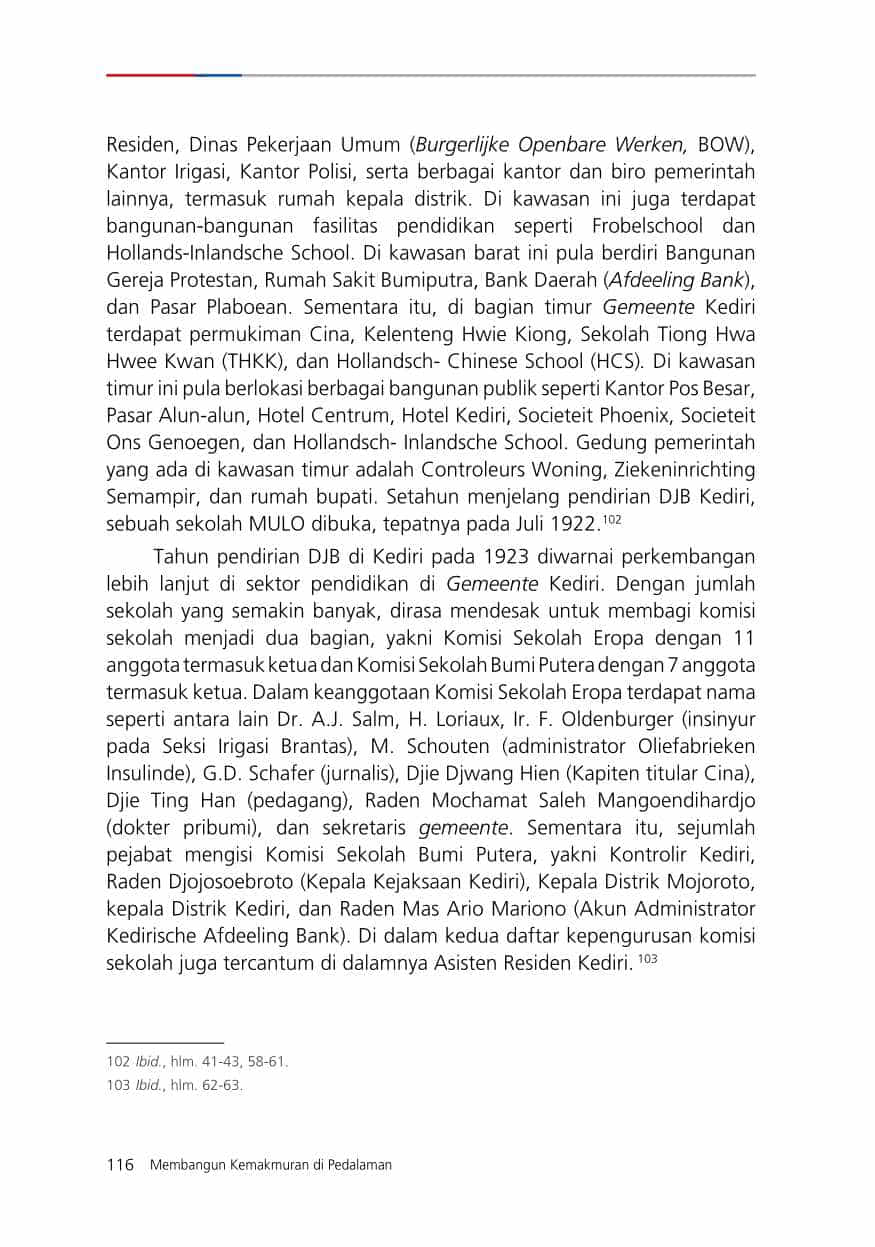 Residen, Dinas Pekerjaan Umum (Burgerlijke Openbare Werken, BOW),
Kantor Irigasi, Kantor Polisi, serta berbagai kantor dan biro pemerintah
lainnya, termasuk rumah kepala distrik. Di kawasan ini juga terdapat
bangunan-bangunan fasilitas pendidikan seperti Frobelschool dan
Hollands-Inlandsche School. Di kawasan barat ini pula berdiri Bangunan
Gereja Protestan, Rumah Sakit Bumiputra, Bank Daerah (Afdeeling Bank),
dan Pasar Plaboean. Sementara itu, di bagian timur Gemeente Kediri
terdapat permukiman Cina, Kelenteng Hwie Kiong, Sekolah Tiong Hwa
Hwee Kwan (THKK), dan Hollandsch- Chinese School (HCS). Di kawasan
timur ini pula berlokasi berbagai bangunan publik seperti Kantor Pos Besar,
Pasar Alun-alun, Hotel Centrum, Hotel Kediri, Societeit Phoenix, Societeit
Ons Genoegen, dan Hollandsch- Inlandsche School. Gedung pemerintah
yang ada di kawasan timur adalah Controleurs Woning, Ziekeninrichting
Semampir, dan rumah bupati. Setahun menjelang pendirian DJB Kediri,
sebuah sekolah MULO dibuka, tepatnya pada Juli 1922.102
Tahun pendirian DJB di Kediri pada 1923 diwarnai perkembangan
lebih lanjut di sektor pendidikan di Gemeente Kediri. Dengan jumlah
sekolah yang semakin banyak, dirasa mendesak untuk membagi komisi
sekolah menjadi dua bagian, yakni Komisi Sekolah Eropa dengan 11
anggota termasuk ketua dan Komisi Sekolah Bumi Putera dengan 7 anggota
termasuk ketua. Dalam keanggotaan Komisi Sekolah Eropa terdapat nama
seperti antara lain Dr. A.J. Salm, H. Loriaux, Ir. F. Oldenburger (insinyur
pada Seksi Irigasi Brantas), M. Schouten (administrator Oliefabrieken
Insulinde), G.D. Schafer (jurnalis), Djie Djwang Hien (Kapiten titular Cina),
Djie Ting Han (pedagang), Raden Mochamat Saleh Mangoendihardjo
(dokter pribumi), dan sekretaris gemeente. Sementara itu, sejumlah
pejabat mengisi Komisi Sekolah Bumi Putera, yakni Kontrolir Kediri,
Raden Djojosoebroto (Kepala Kejaksaan Kediri), Kepala Distrik Mojoroto,
kepala Distrik Kediri, dan Raden Mas Ario Mariono (Akun Administrator
Kedirische Afdeeling Bank). Di dalam kedua daftar kepengurusan komisi
sekolah juga tercantum di dalamnya Asisten Residen Kediri. 103
102 Ibid., hlm. 41-43, 58-61.
103 Ibid., hlm. 62-63.
116 Membangun Kemakmuran di Pedalaman